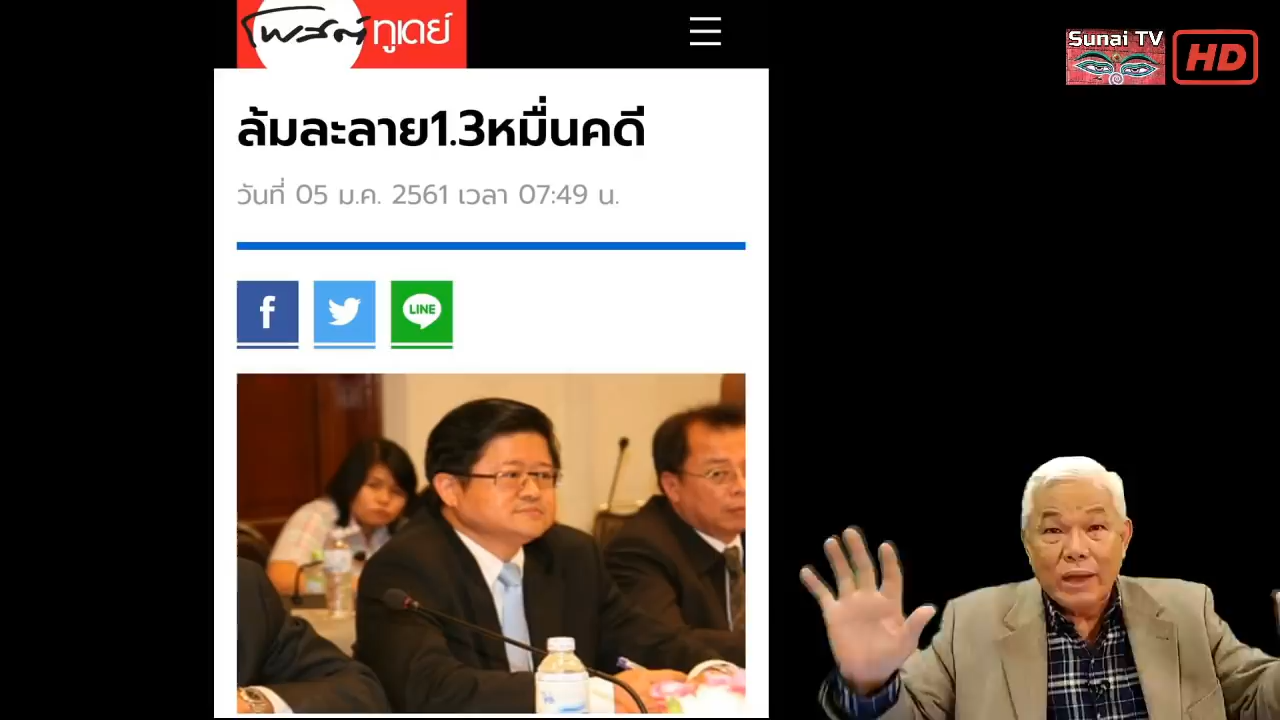 โพสต์ทูเดย์
Sunai TV
HD
ล้มละลาย1.3หมื่นคดี
วันที่ 05 ม.ค. 2561 เวลา 07:49 น.
f
LINE